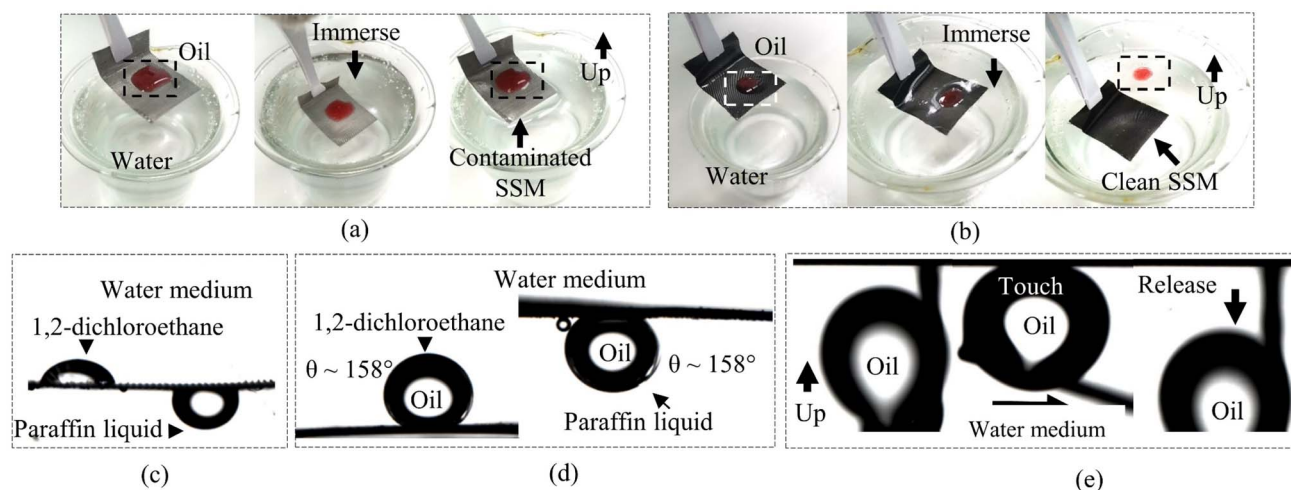 Oil
Water
Immerse
Up
Contaminated
SSM
(a)
Oil
Water
Immerse
Up
Clean SSM
(b)
Water medium
1,2-dichloroethane
Paraffin liquid
(c)
Water medium
1,2-dichloroethane
θ ~ 158°
Oil
Oil
θ ~ 158°
Paraffin liquid
(d)
Oil
Up
Touch
Oil
Water medium
Release
Oil
(e)